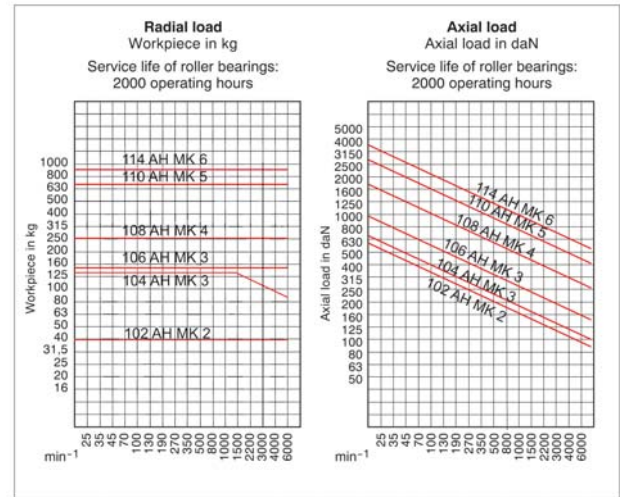 Radial load
Workpiece in kg
Service life of roller bearings:
2000 operating hours
1000
800
630
500
400
315
250
200
160
125
100
80
63
50
40
31,5
25
20
16
Workpiece in kg
114 AH MK 6
110 AH MK 5
108 AH MK 4
106 AH MK 3
104 AH MK 3
102 AH MK 2
min⁻¹
25 35 45 70 100 130 190 270 350 500 800 1000 1500 2200 3000 4000 6000
Axial load
Axial load in daN
Service life of roller bearings:
2000 operating hours
5000
4000
3150
2500
2000
1600
1250
1000
800
630
500
400
315
250
200
160
125
100
80
63
50
Axial load in daN
114 AH MK 6
110 AH MK 5
108 AH MK 4
106 AH MK 3
104 AH MK 3
102 AH MK 2
min⁻¹
25 35 45 70 100 130 190 270 350 500 800 1000 1500 2200 3000 4000 6000